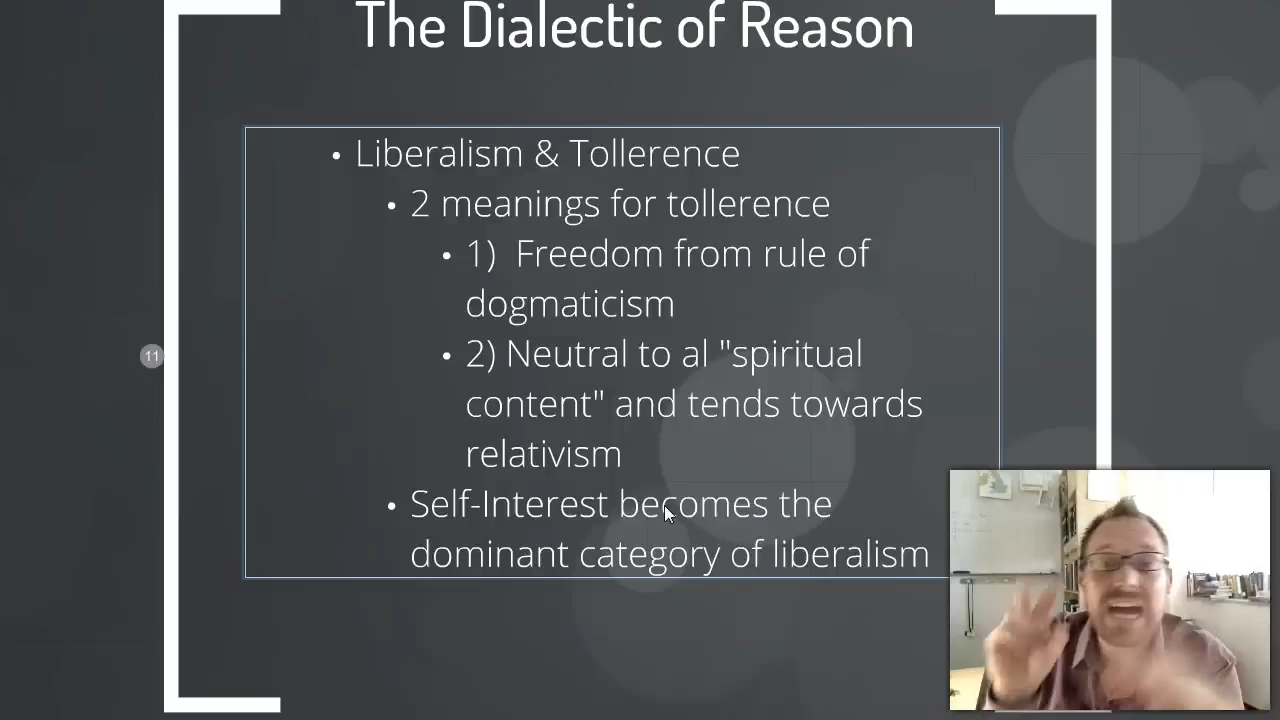 The Dialectic of Reason
• Liberalism & Tollerence
• 2 meanings for tollerence
• 1) Freedom from rule of
dogmaticism
• 2) Neutral to al "spiritual
content" and tends towards
relativism
• Self-Interest becomes the
dominant category of liberalism
11